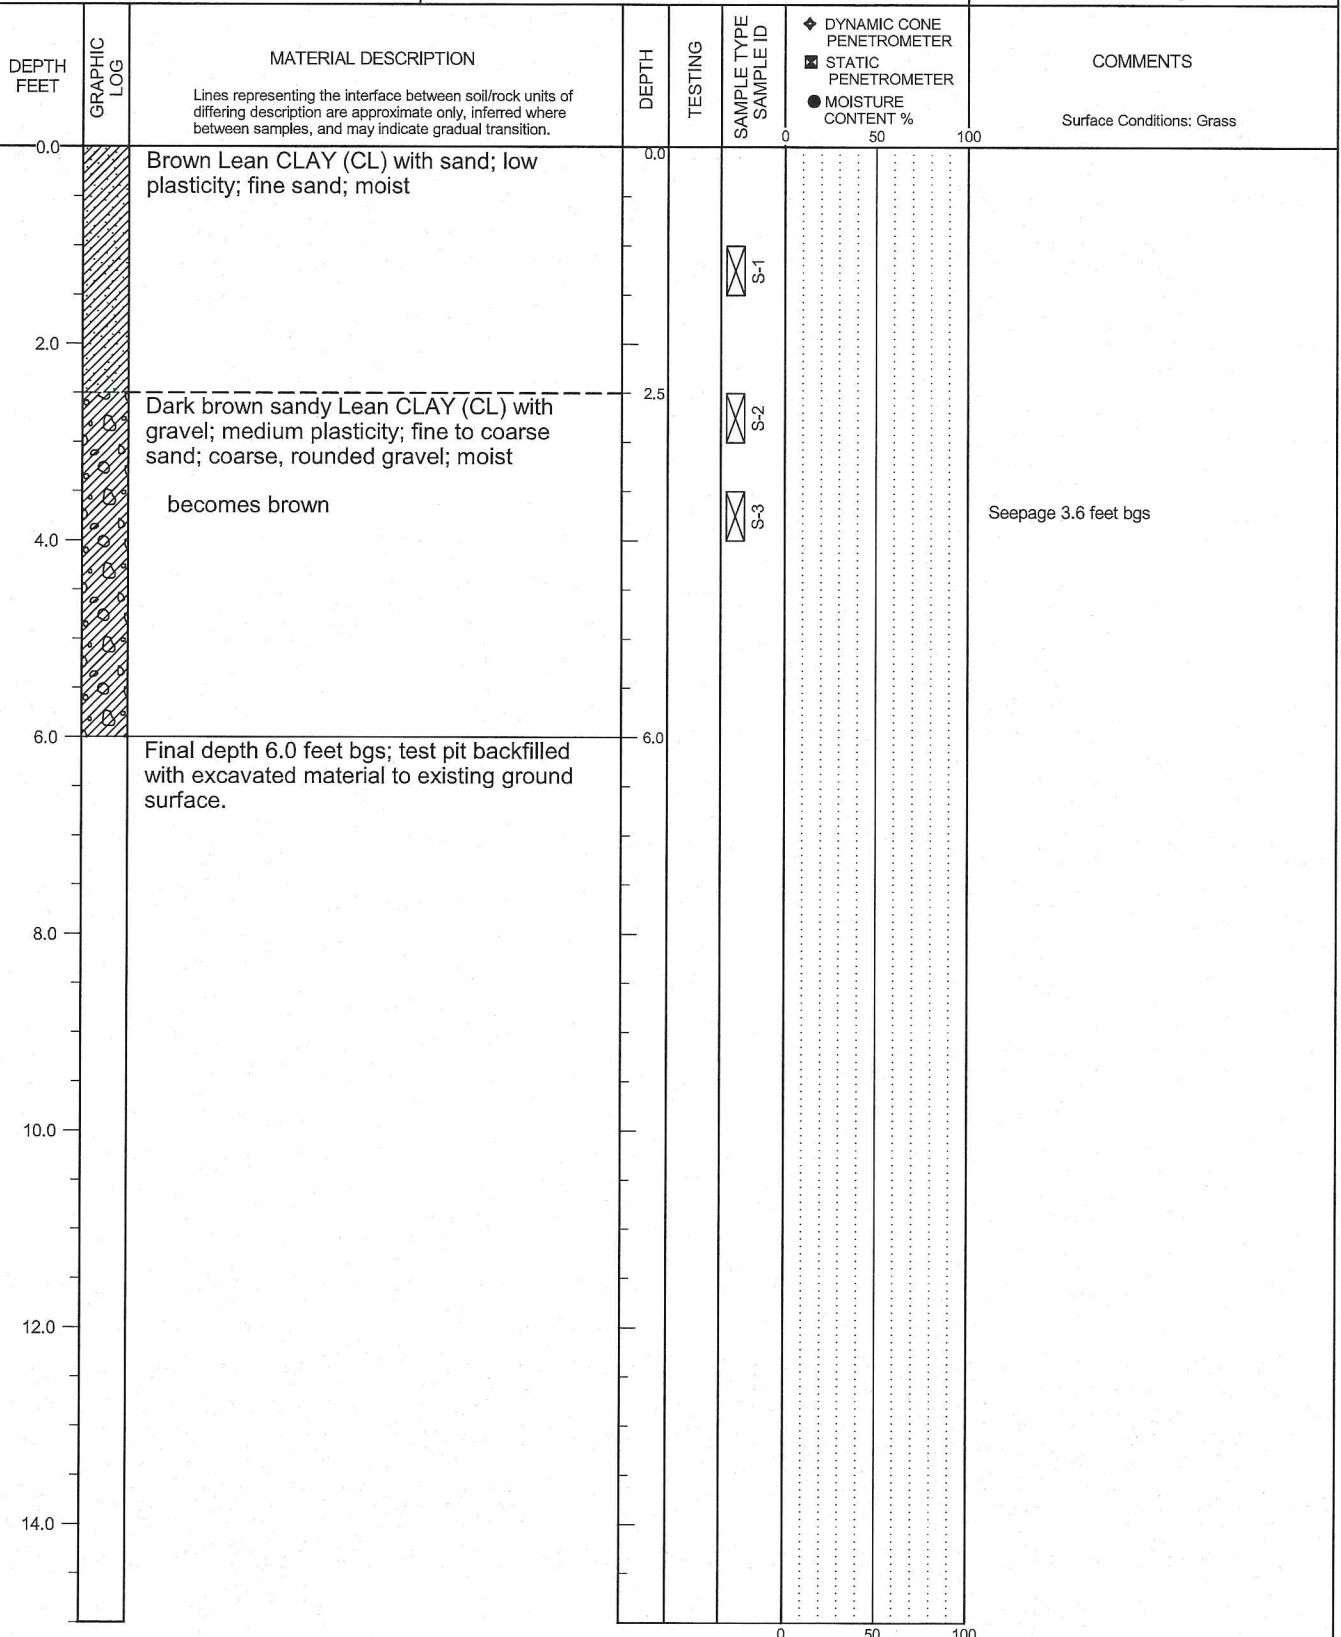 DEPTH
FEET
GRAPHIC
LOG
MATERIAL DESCRIPTION
Lines representing the interface between soil/rock units of
differing description are approximate only, inferred where
between samples, and may indicate gradual transition.
DEPTH
TESTING
SAMPLE TYPE
SAMPLE ID
DYNAMIC CONE
PENETROMETER
STATIC
PENETROMETER
MOISTURE
CONTENT %
0 50 100
COMMENTS
Surface Conditions: Grass
0.0
Brown Lean CLAY (CL) with sand; low
plasticity; fine sand; moist
0.0
S-1
2.0
2.5
Dark brown sandy Lean CLAY (CL) with
gravel; medium plasticity; fine to coarse
sand; coarse, rounded gravel; moist
S-2
becomes brown
S-3
Seepage 3.6 feet bgs
4.0
6.0
6.0
Final depth 6.0 feet bgs; test pit backfilled
with excavated material to existing ground
surface.
8.0
10.0
12.0
14.0
0 50 100